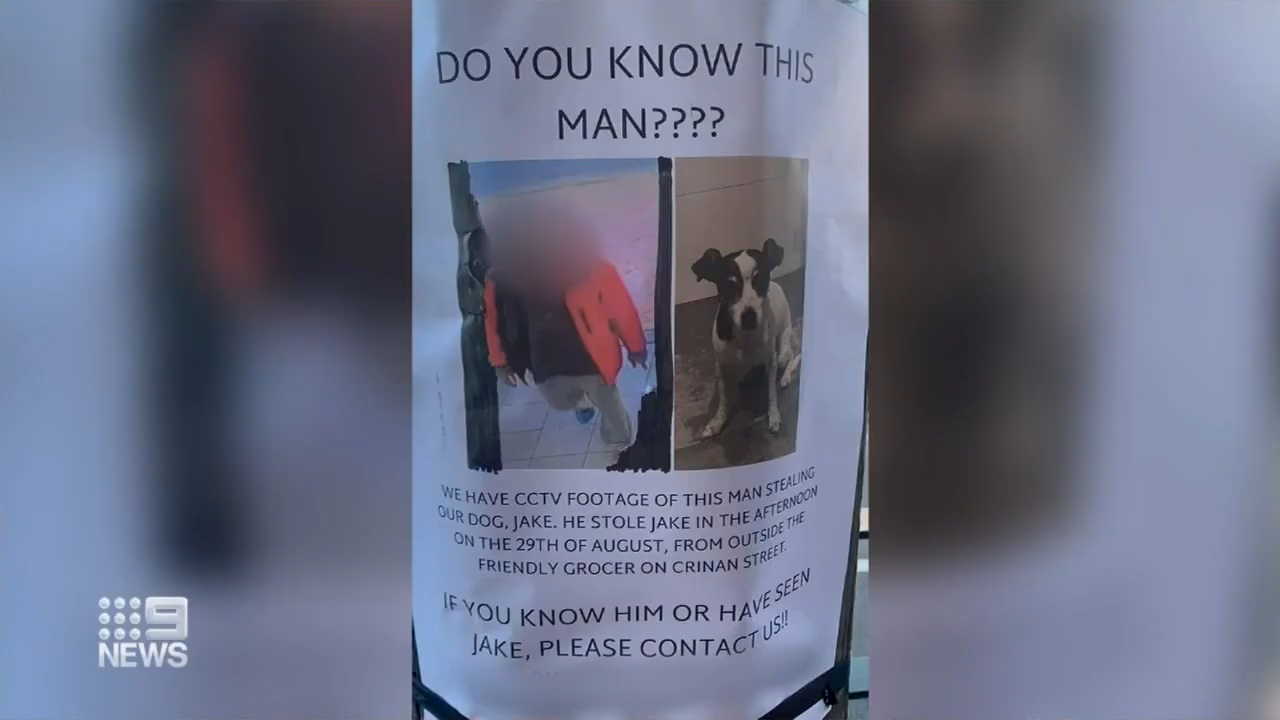 DO YOU KNOW THIS
MAN????
WE HAVE CCTV FOOTAGE OF THIS MAN STEALING
OUR DOG, JAKE. HE STOLE JAKE IN THE AFTERNOON
ON THE 29TH OF AUGUST, FROM OUTSIDE THE
FRIENDLY GROCER ON CRINAN STREET.
IF YOU KNOW HIM OR HAVE SEEN
JAKE, PLEASE CONTACT US!!
9
NEWS